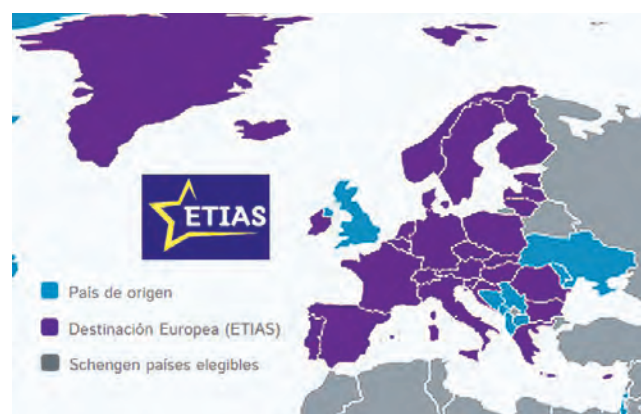 ETIAS
País de origen
Destinación Europea (ETIAS)
Schengen países elegibles